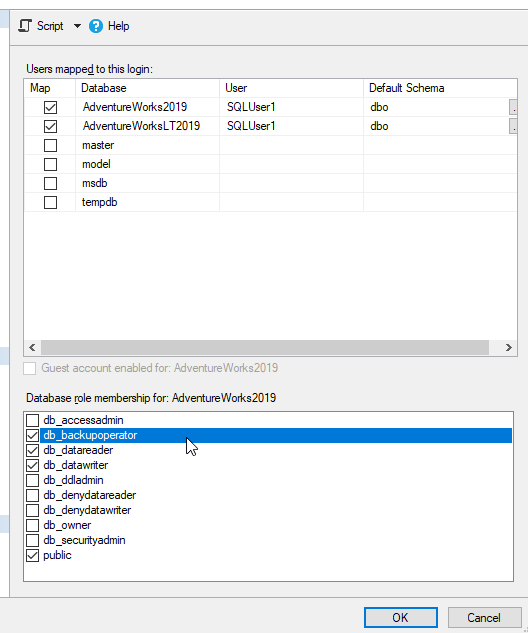 Script Help
Users mapped to this login:
Map Database User Default Schema
AdventureWorks2019 SQLUser1 dbo ...
AdventureWorksLT2019 SQLUser1 dbo ...
master
model
msdb
tempdb
Guest account enabled for: AdventureWorks2019
Database role membership for: AdventureWorks2019
db_accessadmin
db_backupoperator
db_datareader
db_datawriter
db_ddladmin
db_denydatareader
db_denydatawriter
db_owner
db_securityadmin
public
OK Cancel